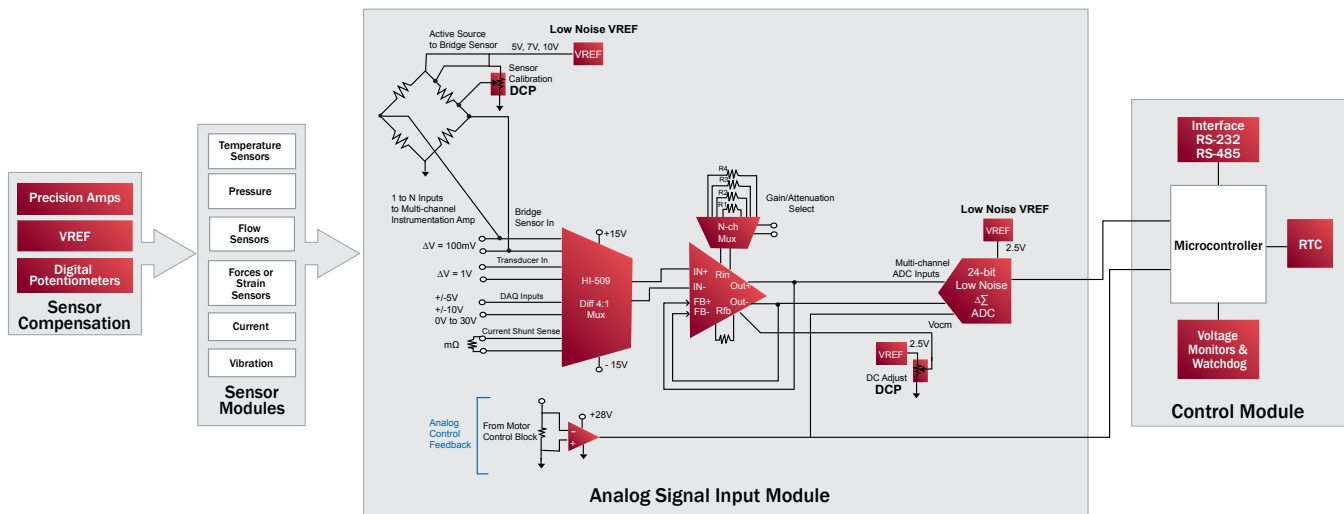 Precision Amps
VREF
Digital
Potentiometers
Sensor
Compensation
Temperature
Sensors
Pressure
Flow
Sensors
Forces or
Strain
Sensors
Current
Vibration
Sensor
Modules
Active Source
to Bridge Sensor
5V, 7V, 10V
Low Noise VREF
VREF
Sensor
Calibration
DCP
1 to N Inputs
to Multi-channel
Instrumentation Amp
Bridge
Sensor In
ΔV = 100mV
Transducer In
ΔV = 1V
+/-5V
+/-10V
0V to 30V
DAQ Inputs
Current Shunt Sense
mΩ
+15V
HI-509
Diff 4:1
Mux
- 15V
R4
R3
R2
R1
N-ch
Mux
Gain/Attenuation
Select
IN+
IN-
FB+
FB-
Rin
Out+
Out-
Rfb
Multi-channel
ADC Inputs
Low Noise VREF
VREF
2.5V
24-bit
Low Noise
ΔΣ
ADC
Vocm
2.5V
VREF
DC Adjust
DCP
Analog
Control
Feedback
From Motor
Control Block
+28V
−
+
Analog Signal Input Module
Interface
RS-232
RS-485
Microcontroller
RTC
Voltage
Monitors &
Watchdog
Control Module